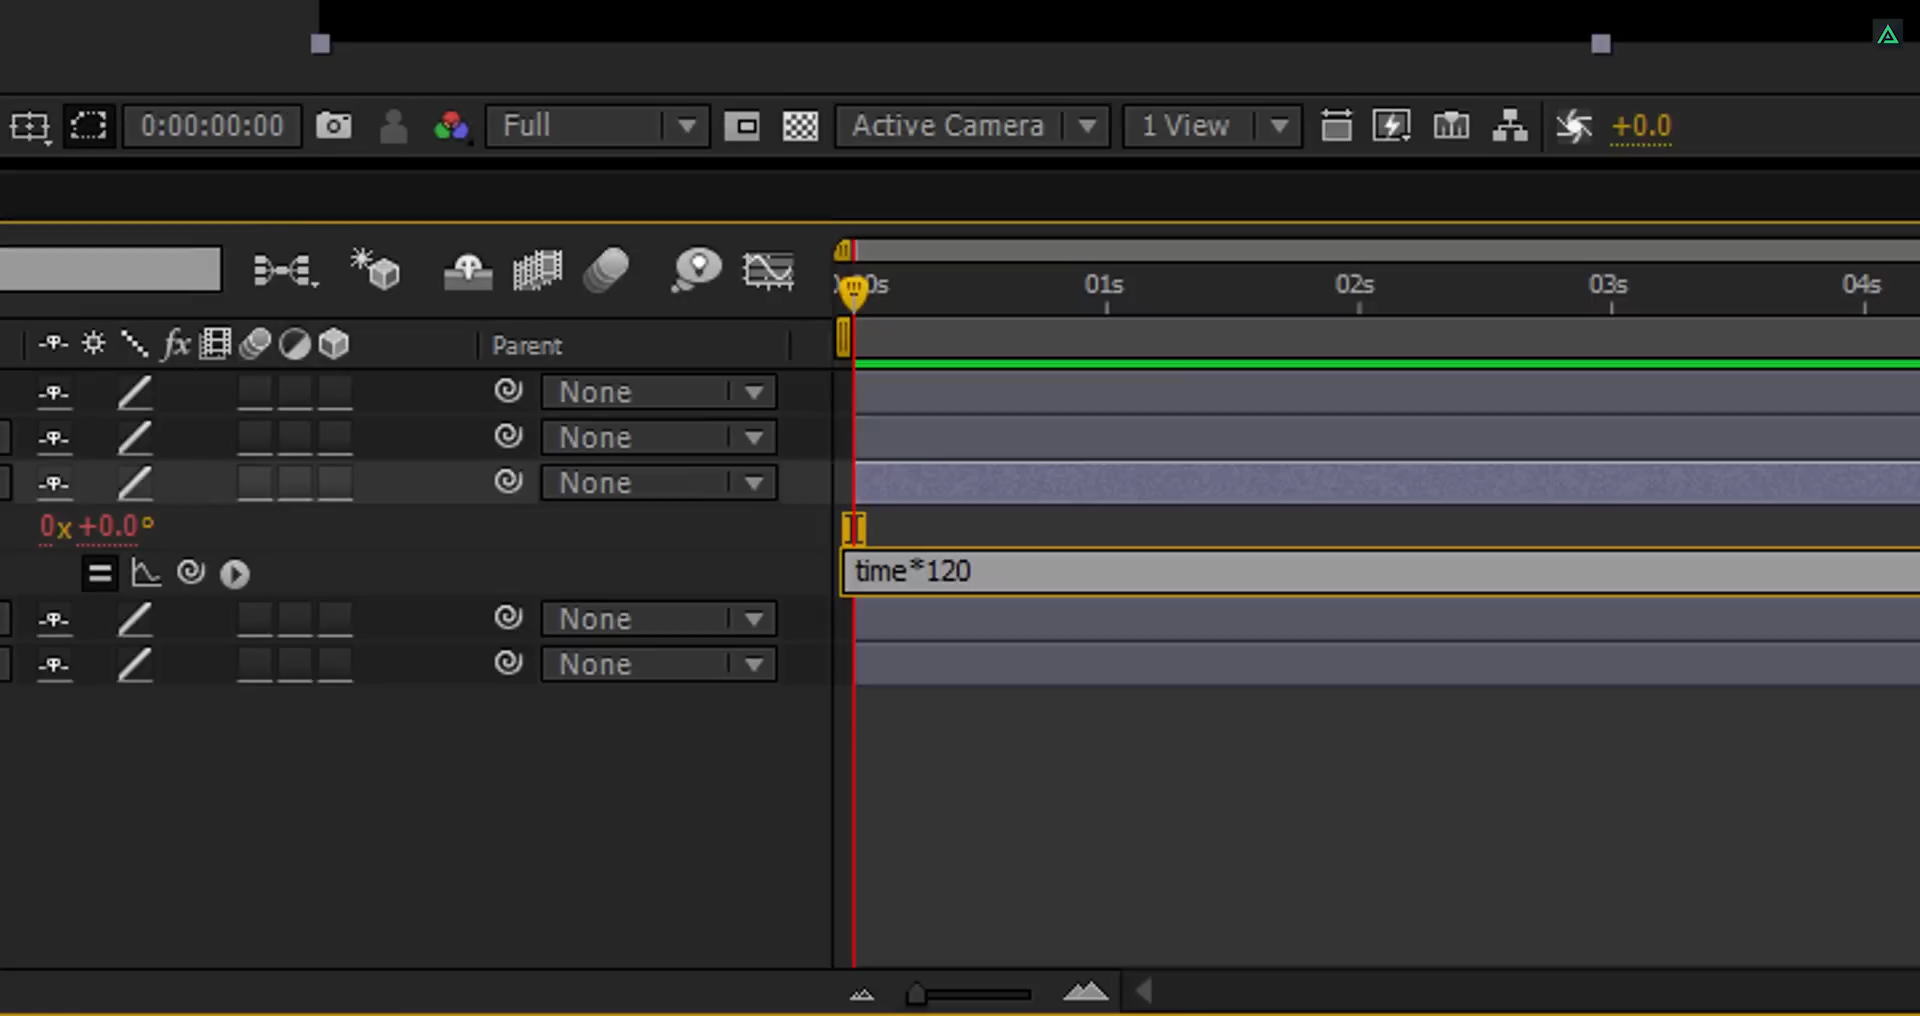 0:00:00:00 Full Active Camera 1 View +0.0
01s 02s 03s 04s
fx Parent
None
None
None
0x +0.0°
time*120
None
None